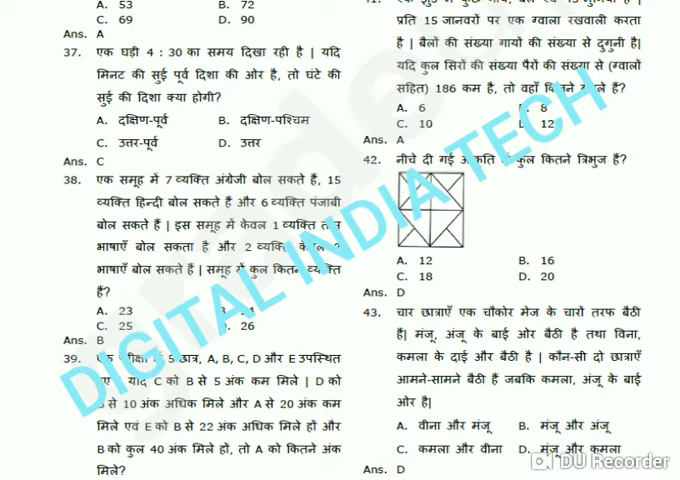 A. 53 B. 72
C. 69 D. 90
Ans. A
37. एक घड़ी 4 : 30 का समय दिखा रही है | यदि
मिनट की सुई पूर्व दिशा की ओर है, तो घंटे की
सुई की दिशा क्या होगी?
A. दक्षिण-पूर्व B. दक्षिण-पश्चिम
C. उत्तर-पूर्व D. उत्तर
Ans. C
38. एक समूह में 7 व्यक्ति अंग्रेजी बोल सकते हैं, 15
व्यक्ति हिन्दी बोल सकते हैं और 6 व्यक्ति पंजाबी
बोल सकते हैं | इस समूह में केवल 1 व्यक्ति
भाषाएँ बोल सकता है और 2 व्यक्ति
भाषाएँ बोल सकते हैं | समूह में कुल कितने व्यक्ति
हैं?
A. 23
C. 25 D. 26
Ans. B
39. एक परीक्षा 5 छात्र, A, B, C, D और E उपस्थित
C को B से 5 अंक कम मिले | D को
से 10 अंक अधिक मिले और A से 20 अंक कम
मिले एवं E को B से 22 अंक अधिक मिले हों और
B को कुल 40 अंक मिले हों, तो A को कितने अंक
मिले?
प्रति 15 जानवरों पर एक ग्वाला रखवाली करता
है | बैलों की संख्या गायों की संख्या से दुगुनी है|
यदि कुल सिरों की संख्या पैरों की संख्या से (ग्वालों
सहित) 186 कम है, तो वहाँ कितने हैं?
A. 6 8
C. 10 B. 12
Ans. A
42. नीचे दी गई कुल कितने त्रिभुज हैं?
A. 12 B. 16
C. 18 D. 20
Ans. D
43. चार छात्राएँ एक चौकोर मेज के चारों तरफ बैठी
हैं| मंजू, अंजू के बाई ओर बैठी है तथा विना,
कमला के दाई और बैठी है | कौन-सी दो छात्राएँ
आमने-सामने बैठी हैं जबकि कमला, अंजू के बाई
ओर है|
A. वीना और मंजू B. मंजू और अंजू
C. कमला और वीना D. मंजू और कमला
Ans. D
DIGITAL INDIA TECH
DU Recorder